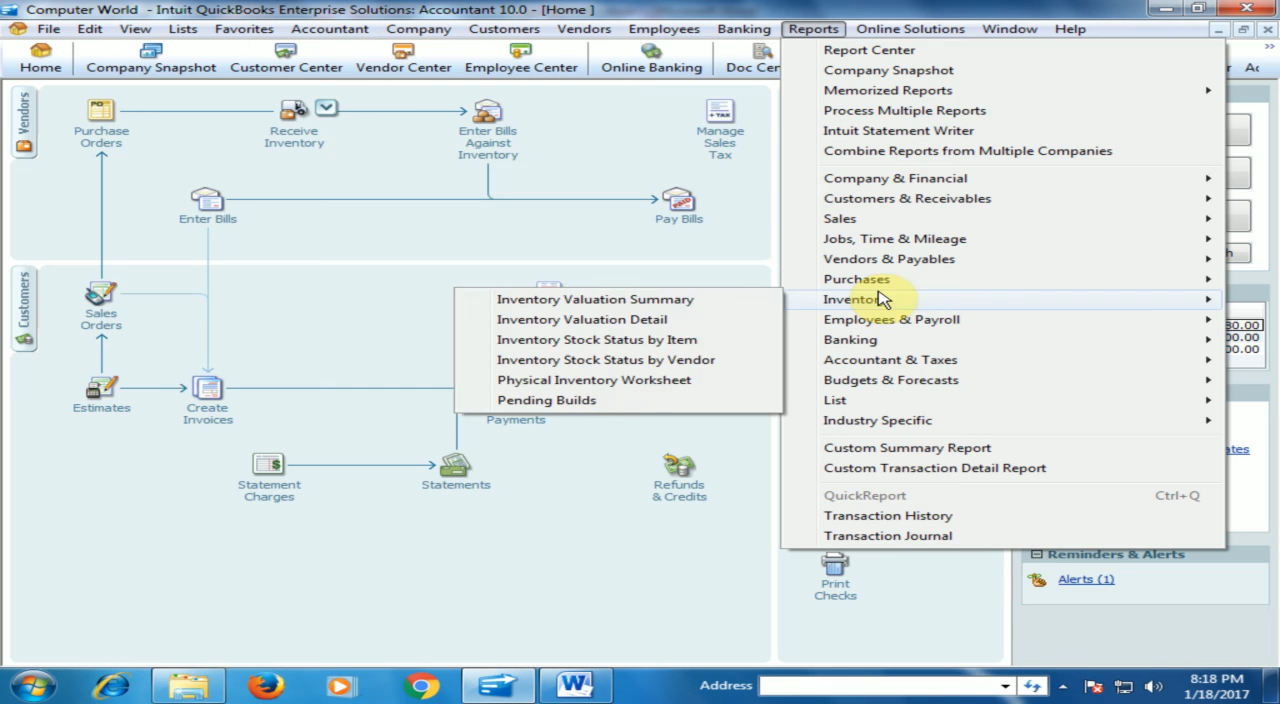 Computer World - Intuit QuickBooks Enterprise Solutions: Accountant 10.0 - [Home ]
File Edit View Lists Favorites Accountant Company Customers Vendors Employees Banking Reports Online Solutions Window Help
Home Company Snapshot Customer Center Vendor Center Employee Center Online Banking Doc Cen
Vendors
PO
Purchase
Orders
Receive
Inventory
Enter Bills
Against
Inventory
+ TAX
Manage
Sales
Tax
Enter Bills
PAID
Pay Bills
Customers
Sales
Orders
Estimates
Create
Invoices
Payments
Statement
Charges
Statements
Refunds
& Credits
Inventory Valuation Summary
Inventory Valuation Detail
Inventory Stock Status by Item
Inventory Stock Status by Vendor
Physical Inventory Worksheet
Pending Builds
Report Center
Company Snapshot
Memorized Reports
Process Multiple Reports
Intuit Statement Writer
Combine Reports from Multiple Companies
Company & Financial
Customers & Receivables
Sales
Jobs, Time & Mileage
Vendors & Payables
Purchases
Inventory
Employees & Payroll
Banking
Accountant & Taxes
Budgets & Forecasts
List
Industry Specific
Custom Summary Report
Custom Transaction Detail Report
QuickReport Ctrl+Q
Transaction History
Transaction Journal
Print
Checks
Reminders & Alerts
Alerts (1)
Address
8:18 PM
1/18/2017